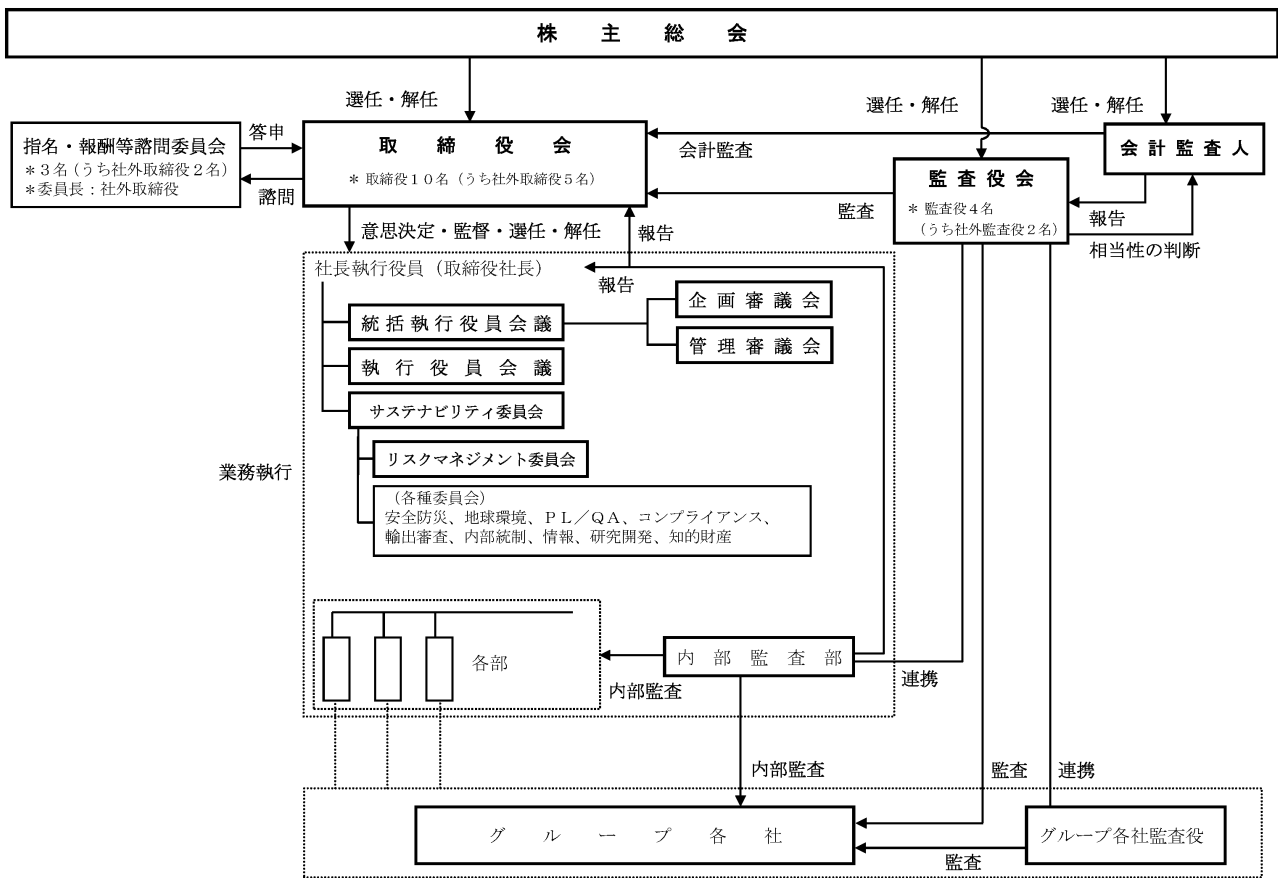 株主総会
選任・解任
選任・解任
選任・解任
指名・報酬等諮問委員会
＊３名（うち社外取締役２名）
＊委員長：社外取締役
答申
諮問
取締役会
＊ 取締役１０名（うち社外取締役５名）
会計監査
会計監査人
監査役会
＊ 監査役４名
（うち社外監査役２名）
監査
報告
相当性の判断
意思決定・監督・選任・解任
報告
社長執行役員（取締役社長）
報告
統括執行役員会議
企画審議会
管理審議会
執行役員会議
サステナビリティ委員会
リスクマネジメント委員会
業務執行
（各種委員会）
安全防災、地球環境、ＰＬ／ＱＡ、コンプライアンス、
輸出審査、内部統制、情報、研究開発、知的財産
各部
内部監査部
内部監査
連携
内部監査
監査
連携
グループ各社
グループ各社監査役
監査